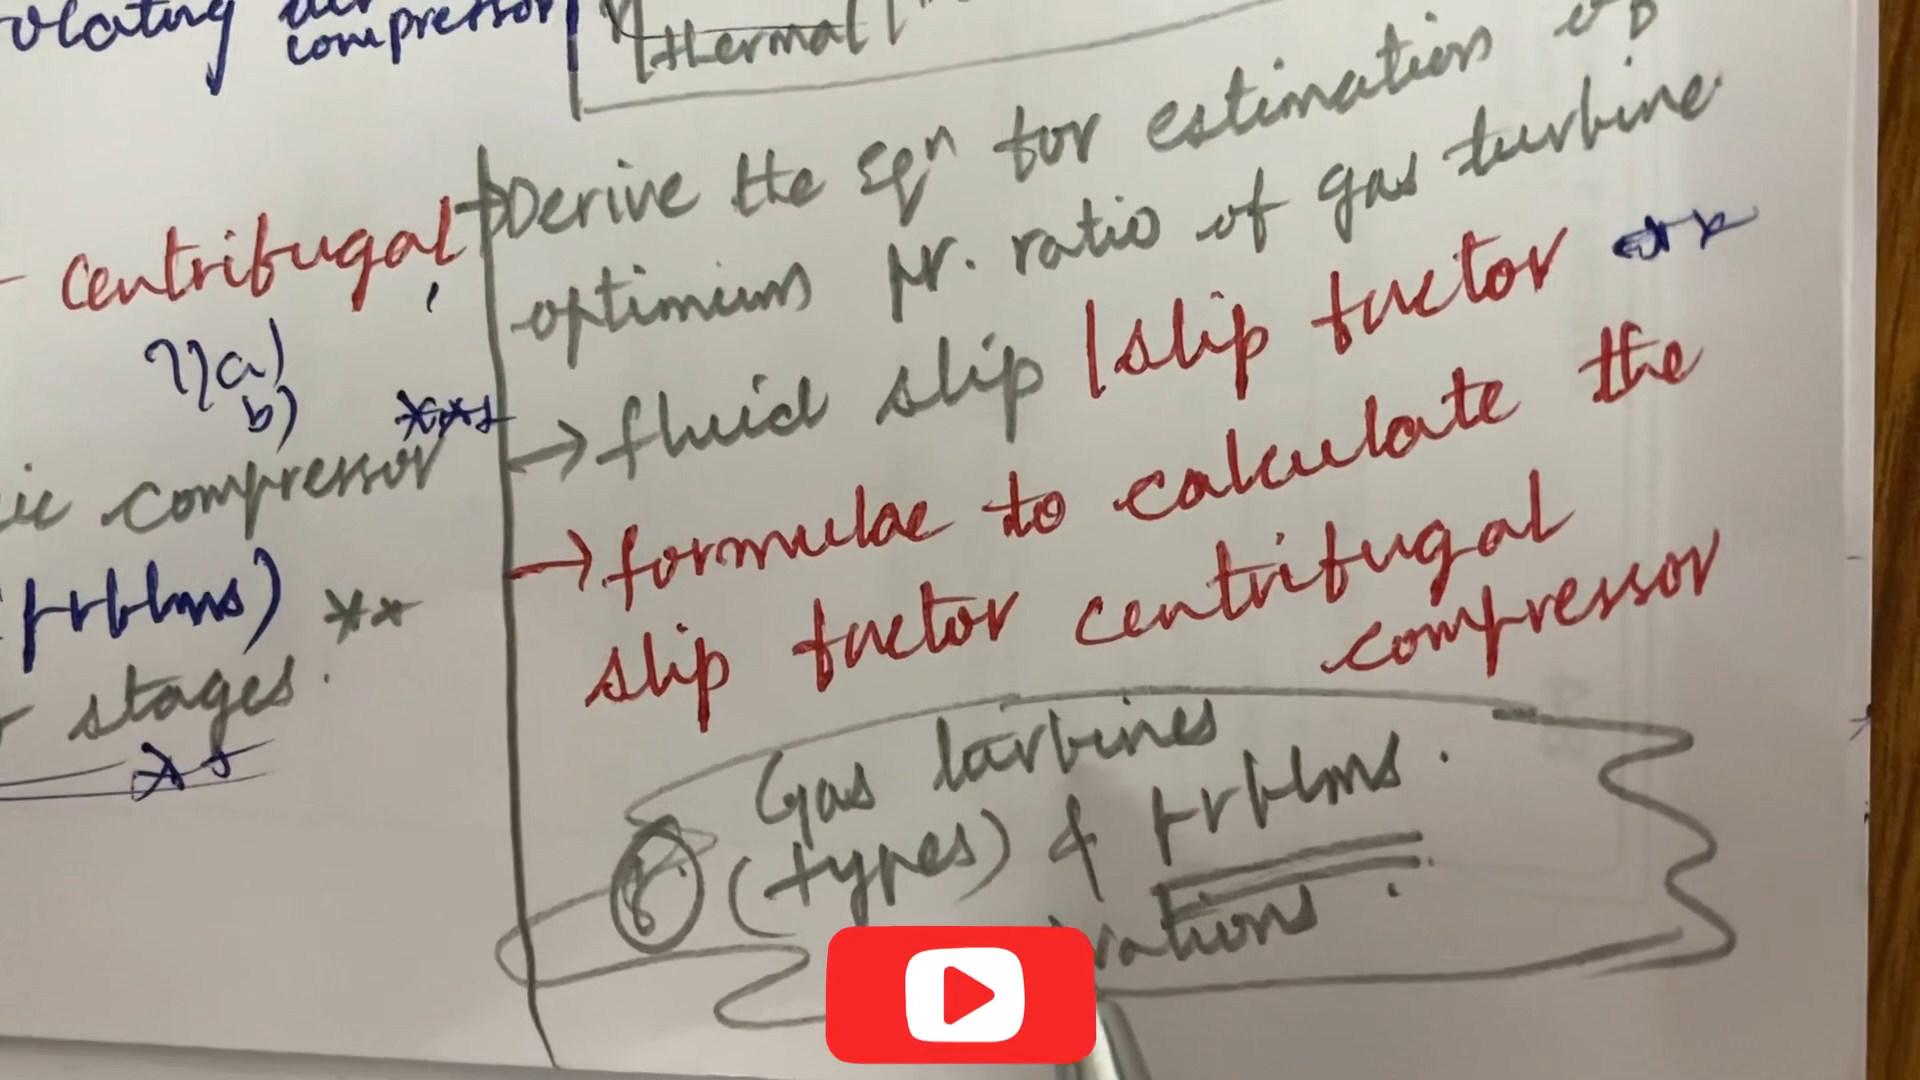 compressor
thermal
centrifugal
a)
b)
compressor
prblms)
stages.
→ Derive the Eqn for estimation of
optimum pr. ratio of gas turbine
→ fluid slip / slip factor
→ formulae to calculate the
slip factor centrifugal
compressor
8 Gas turbines
(types) & prblms.